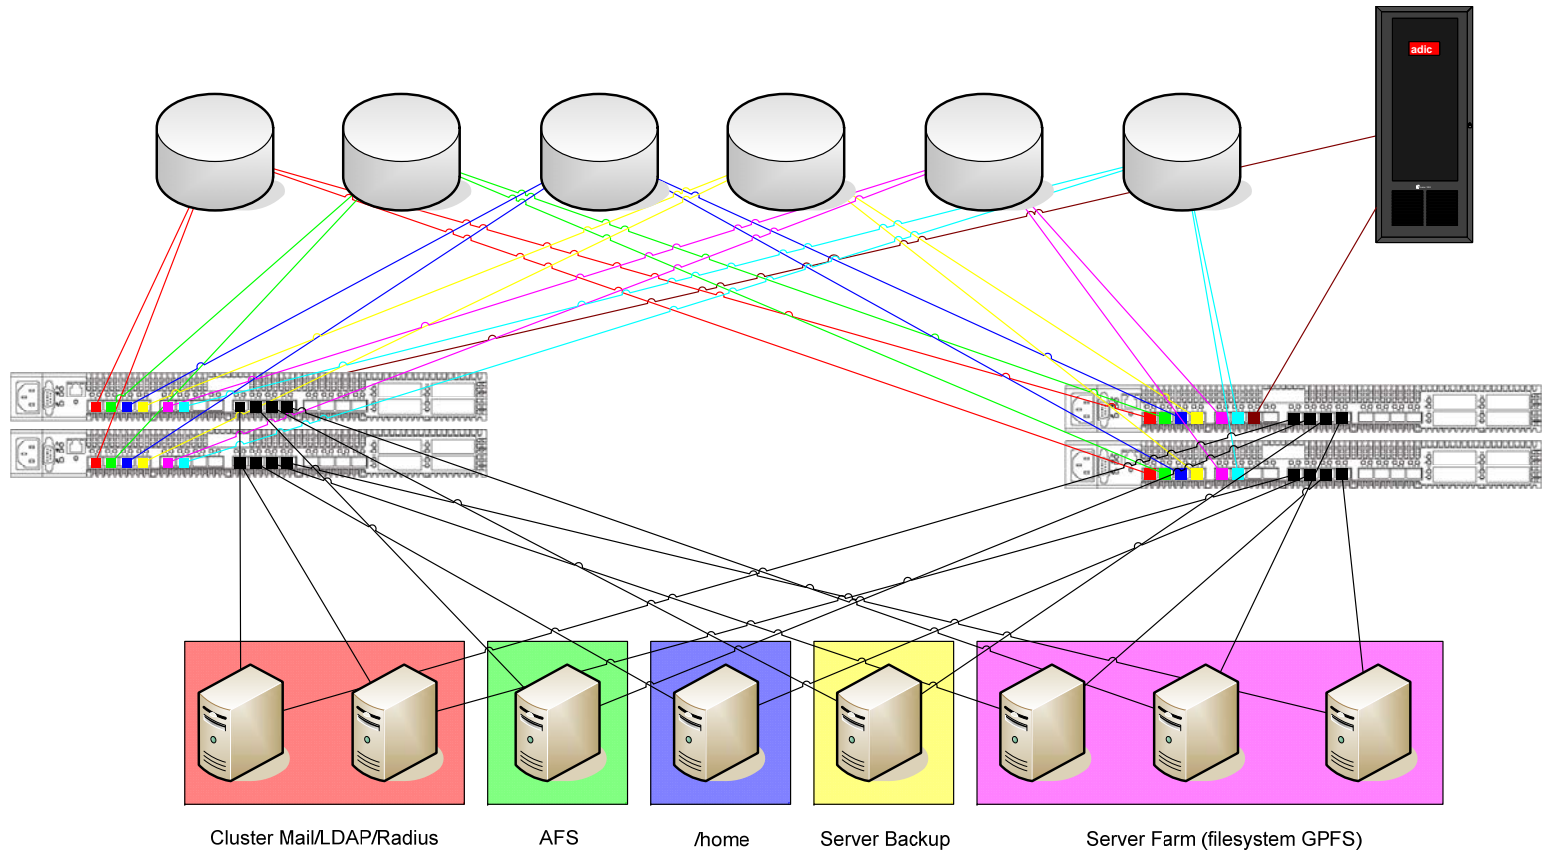 adic
Cluster Mail/LDAP/Radius
AFS
/home
Server Backup
Server Farm (filesystem GPFS)